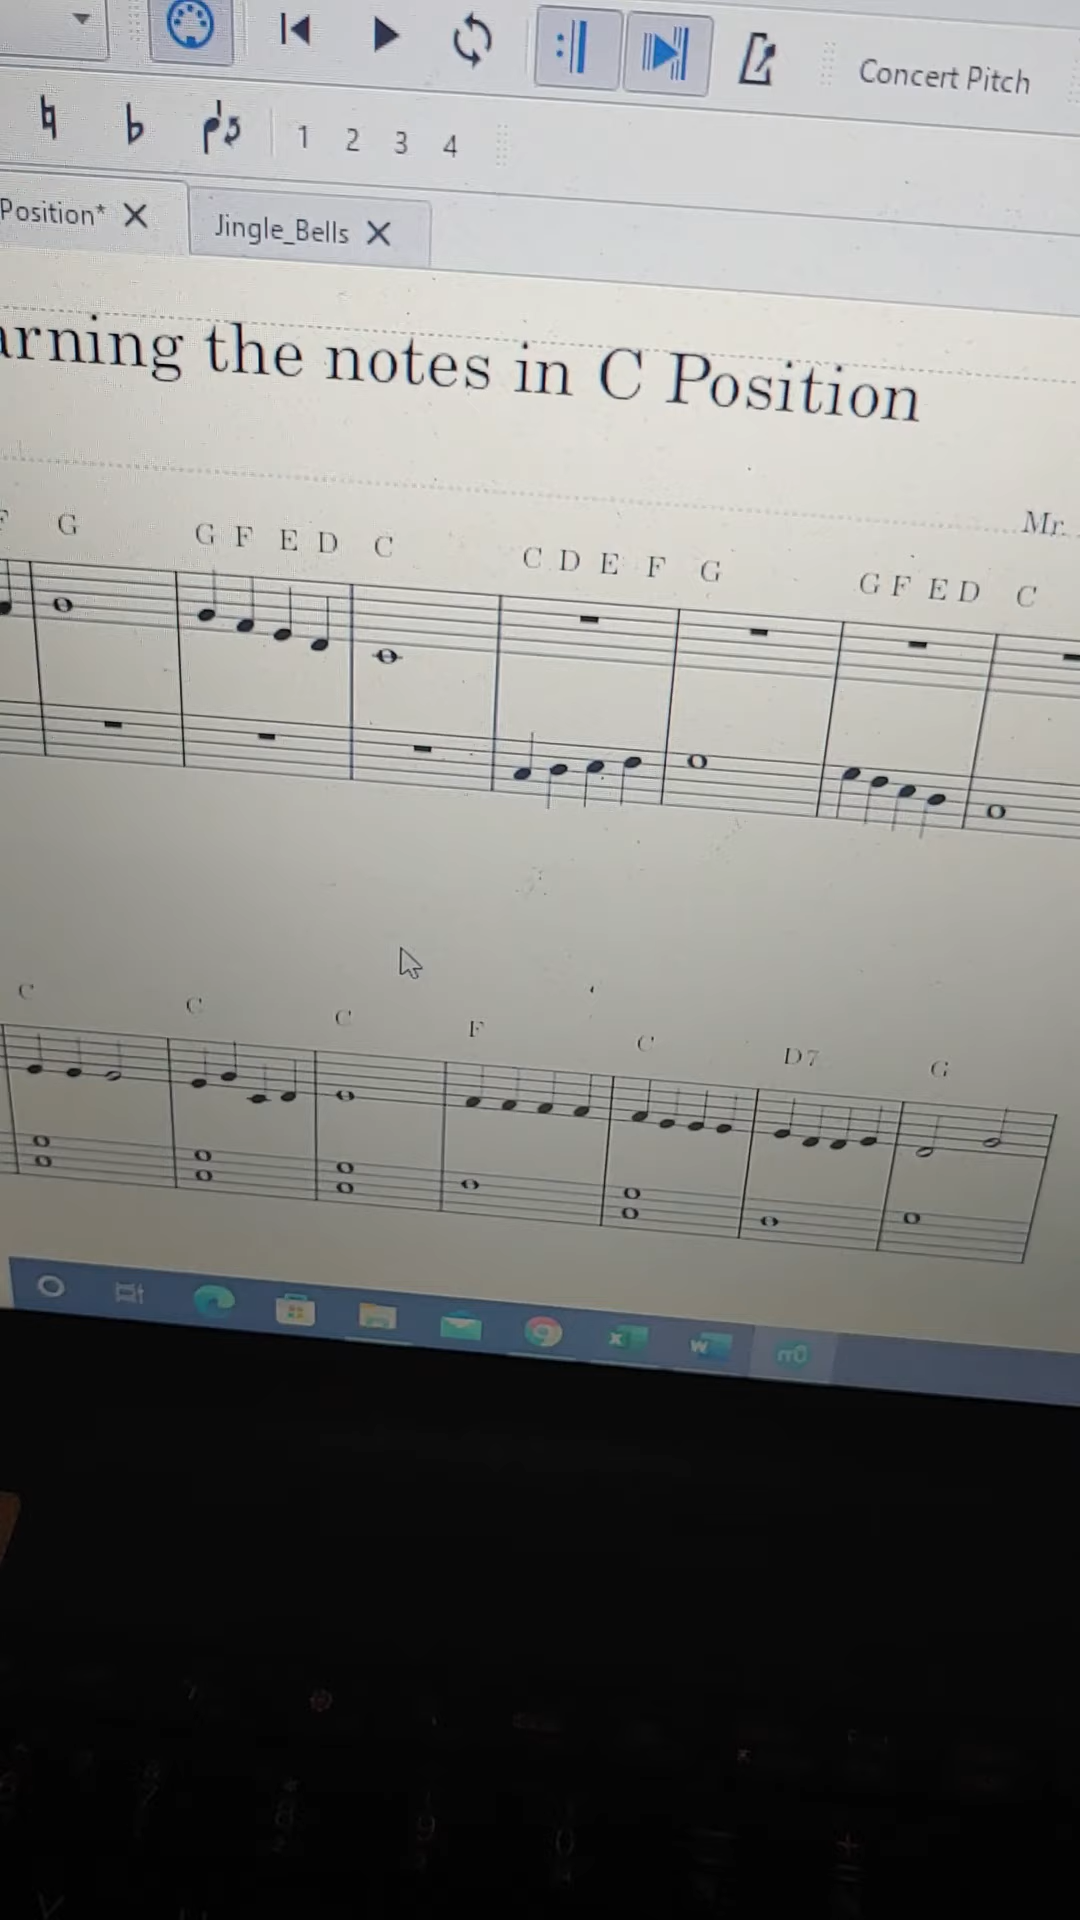 Concert Pitch
1 2 3 4
Position* Jingle_Bells
arning the notes in C Position
Mr.
F G G F E D C C D E F G G F E D C
C C C F C D7 G